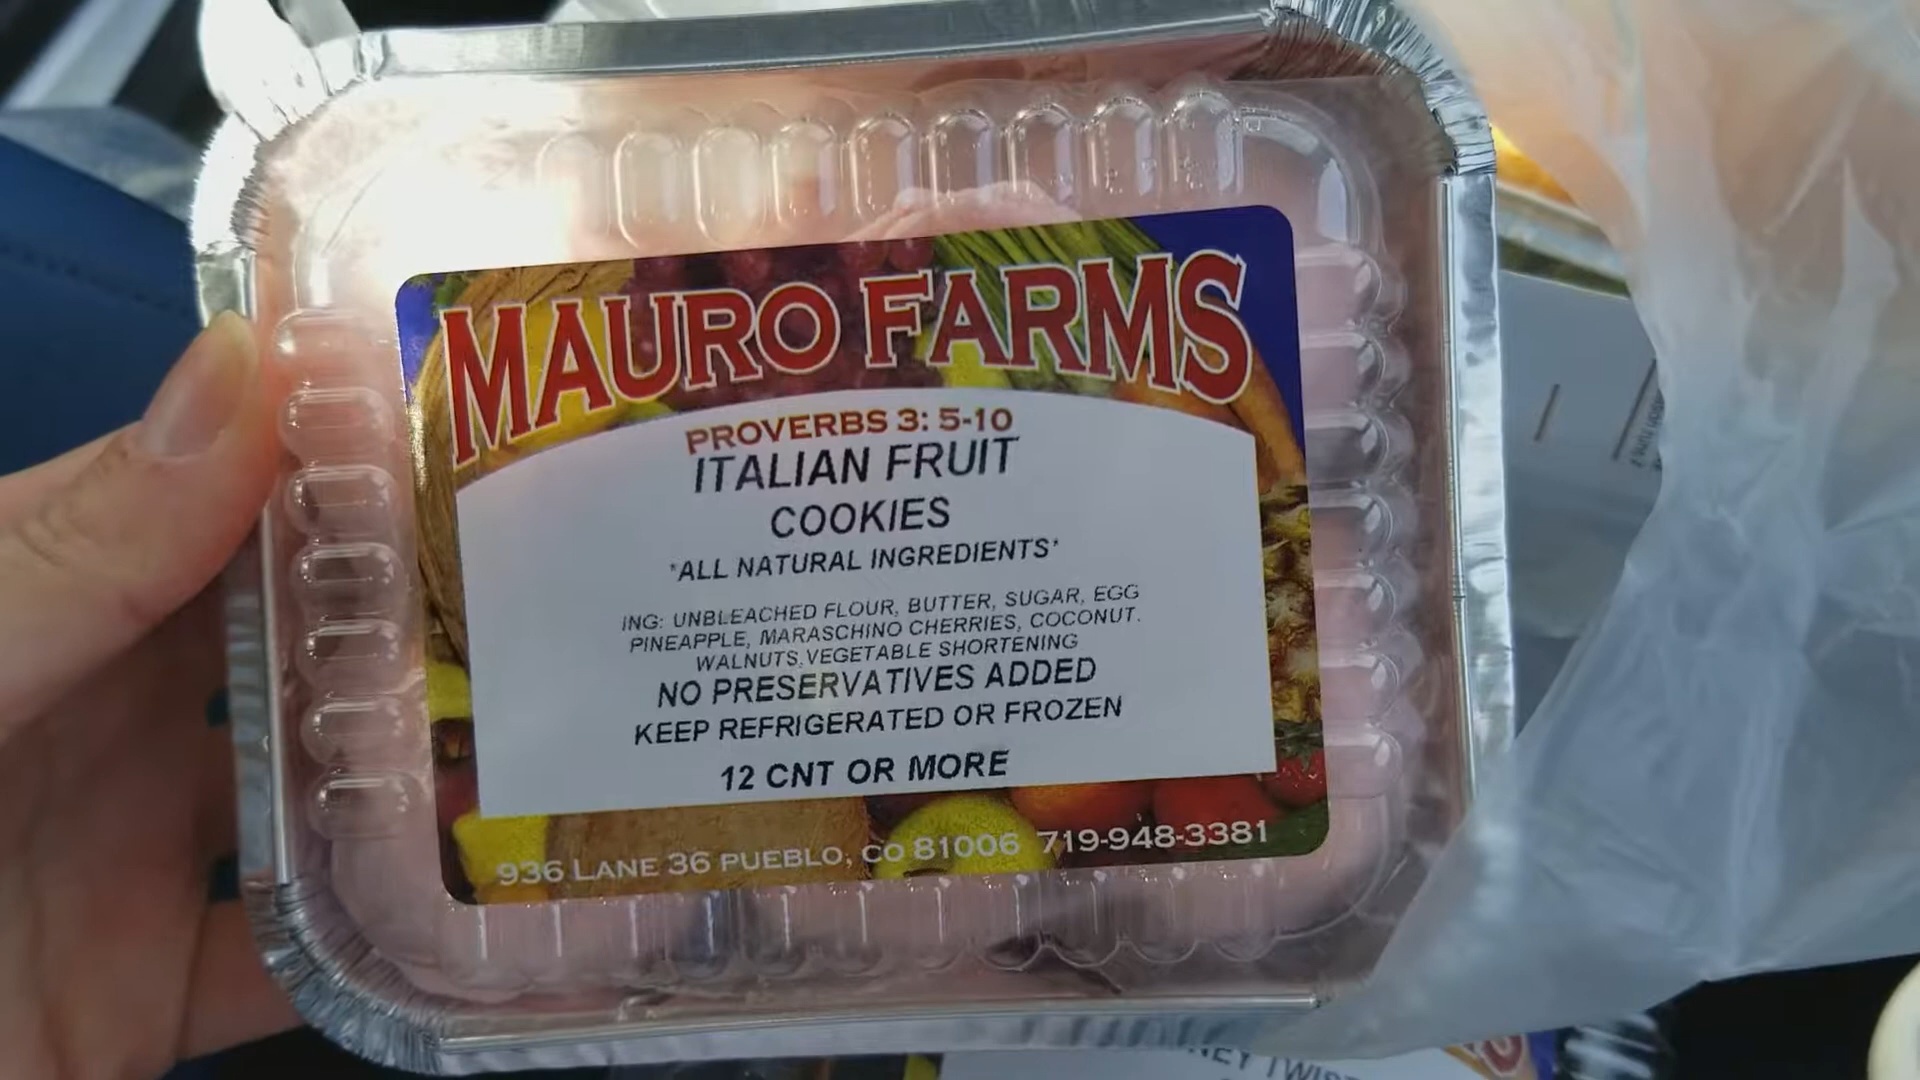 MAURO FARMS
PROVERBS 3: 5-10
ITALIAN FRUIT
COOKIES
*ALL NATURAL INGREDIENTS*
ING: UNBLEACHED FLOUR, BUTTER, SUGAR, EGG
PINEAPPLE, MARASCHINO CHERRIES, COCONUT.
WALNUTS,VEGETABLE SHORTENING
NO PRESERVATIVES ADDED
KEEP REFRIGERATED OR FROZEN
12 CNT OR MORE
936 LANE 36 PUEBLO, CO 81006 719-948-3381